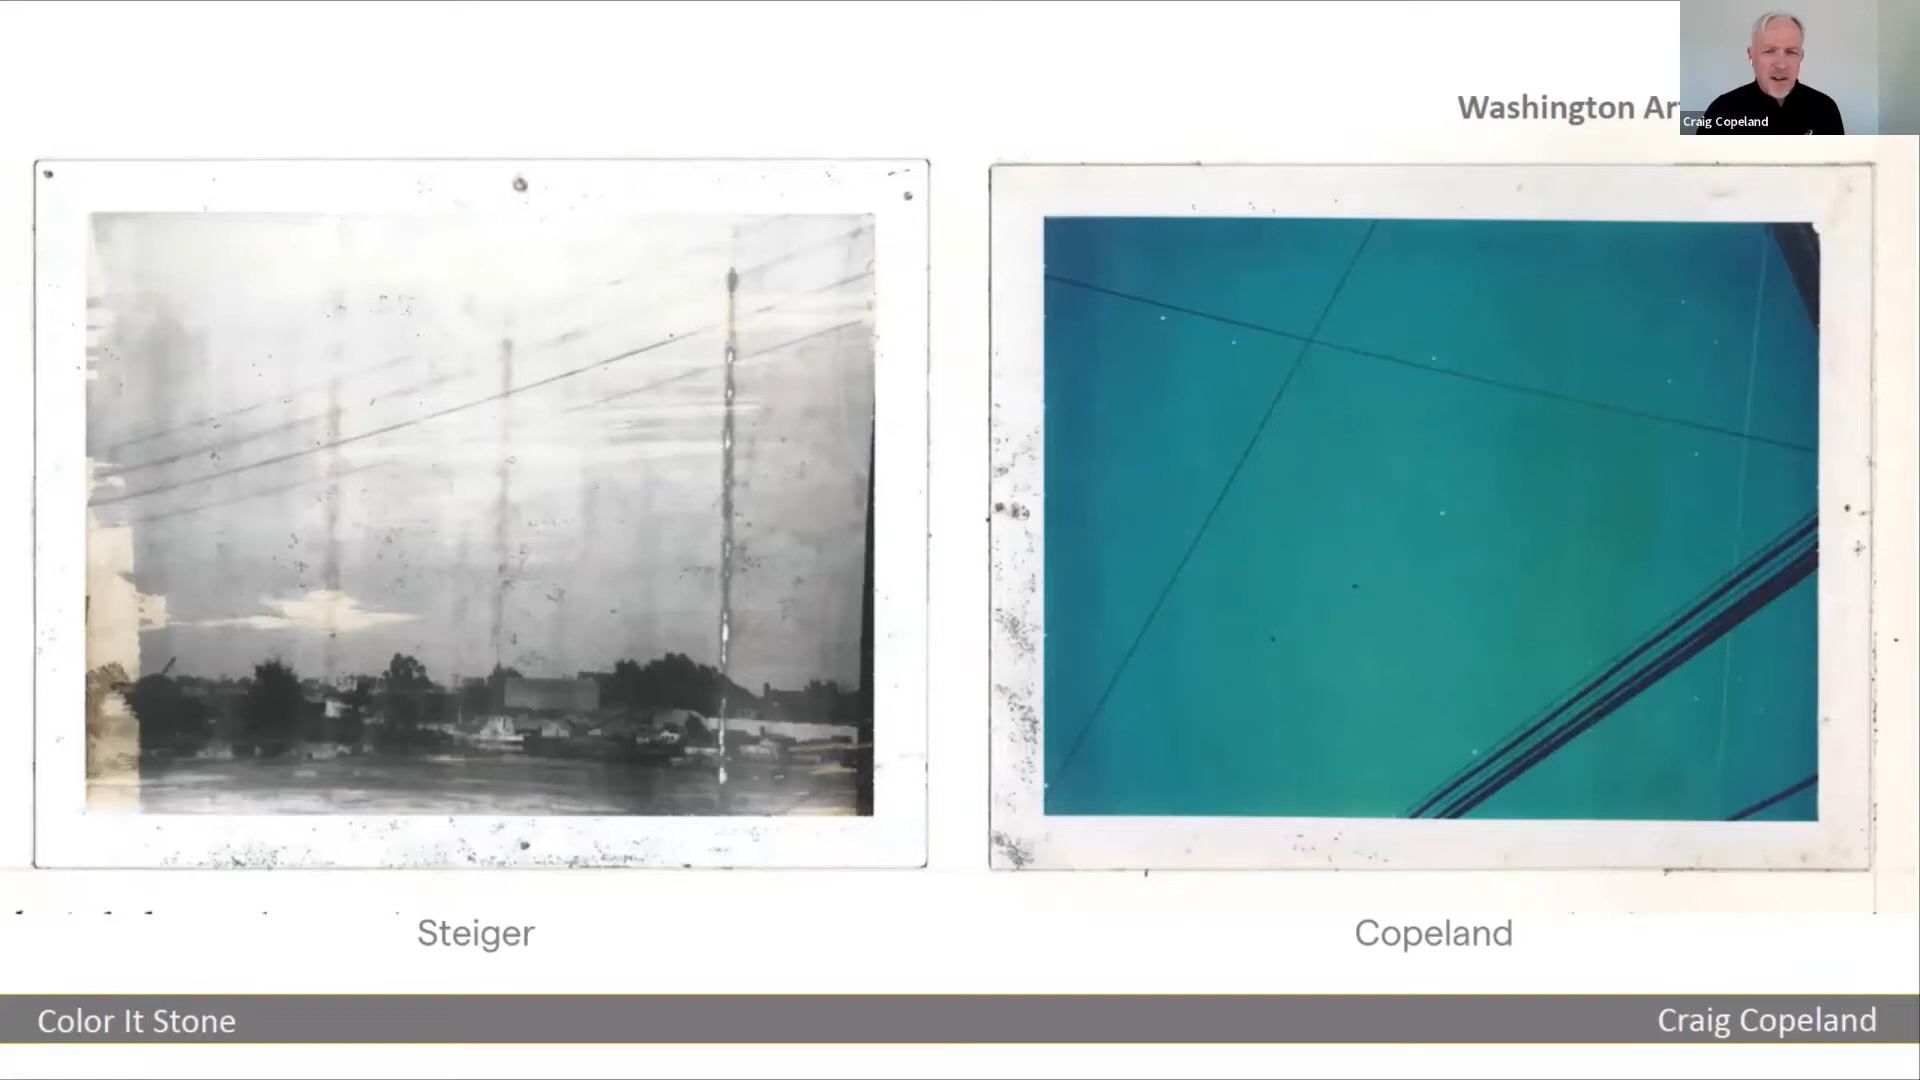 Washington Ar
Craig Copeland
Steiger
Copeland
Color It Stone
Craig Copeland